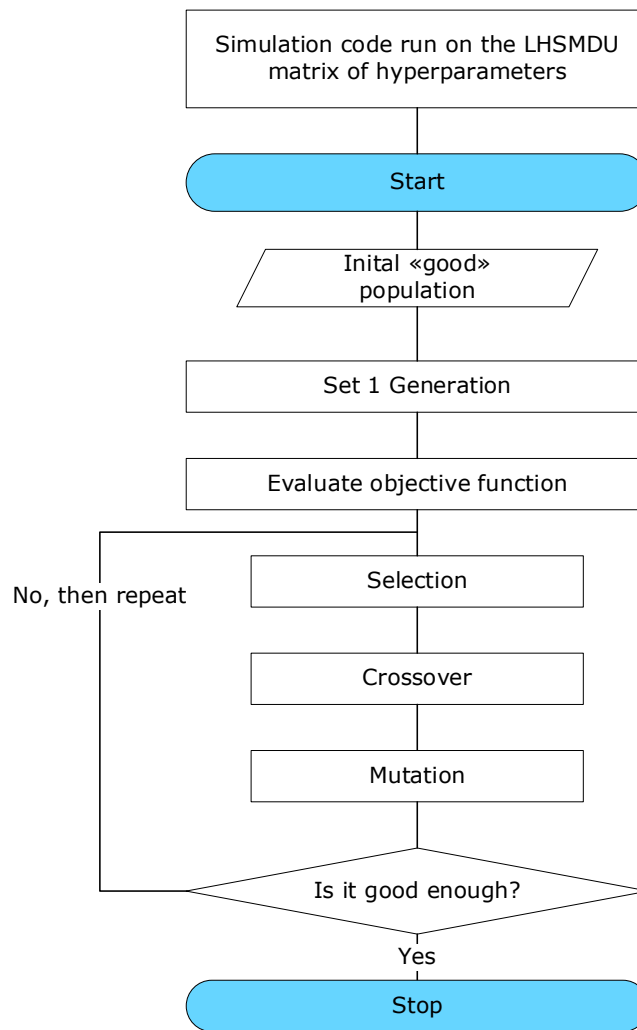 Simulation code run on the LHSMDU
matrix of hyperparameters
Start
Inital «good»
population
Set 1 Generation
Evaluate objective function
Selection
No, then repeat
Crossover
Mutation
Is it good enough?
Yes
Stop